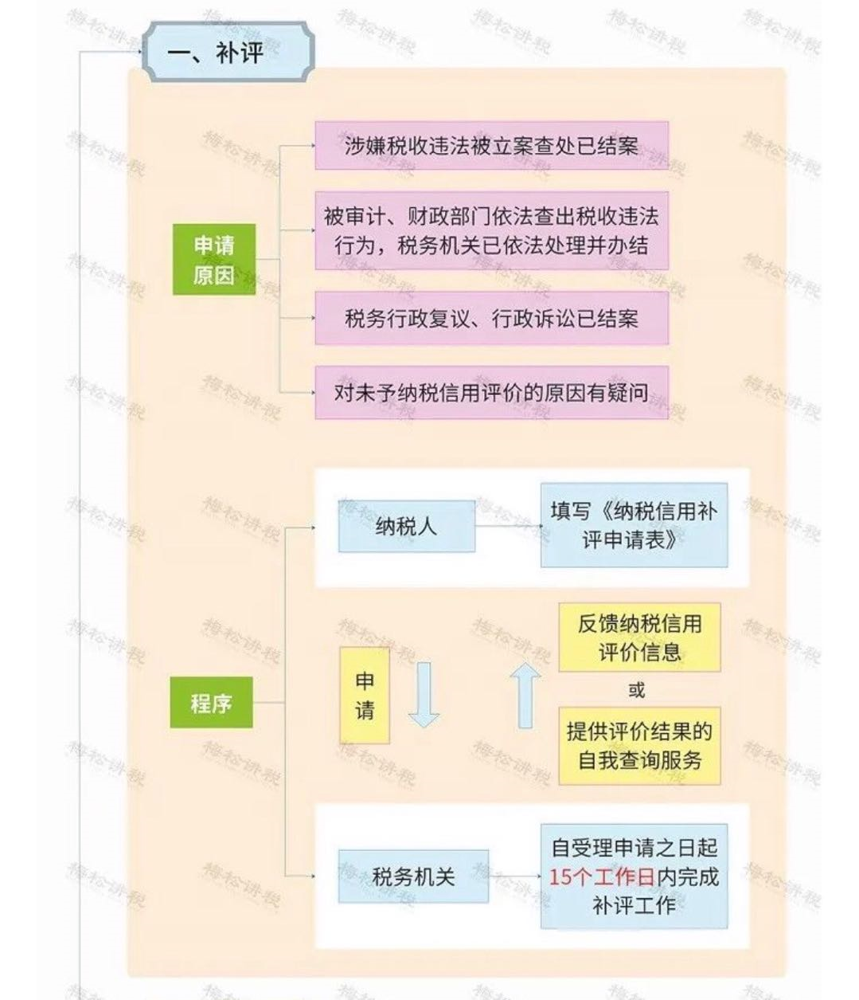 一、补评
涉嫌税收违法被立案查处已结案
被审计、财政部门依法查出税收违法
行为，税务机关已依法处理并办结
申请
原因
税务行政复议、行政诉讼已结案
对未予纳税信用评价的原因有疑问
纳税人
填写《纳税信用补
评申请表》
反馈纳税信用
评价信息
申
请
或
程序
提供评价结果的
自我查询服务
税务机关
自受理申请之日起
15个工作日内完成
补评工作
梅松讲税